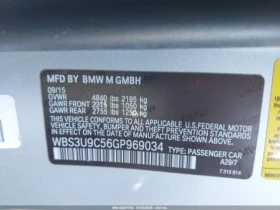 MFD BY: BMW M GMBH
09/15
GVWR 4840 lbs 2195 kg
GAWR FRONT 2315 lbs 1050 kg
GAWR REAR 2755 lbs 1250 kg
THIS VEHICLE CONFORMS TO ALL APPLICABLE
FEDERAL MOTOR VEHICLE
SAFETY, BUMPER, AND THEFT PREVENTION
STANDARDS IN EFFECT ON THE DATE OF
MANUFACTURE SHOWN ABOVE.
WBS3U9C56GP969034
TYPE: PASSENGER CAR
A29/7
7 315 814